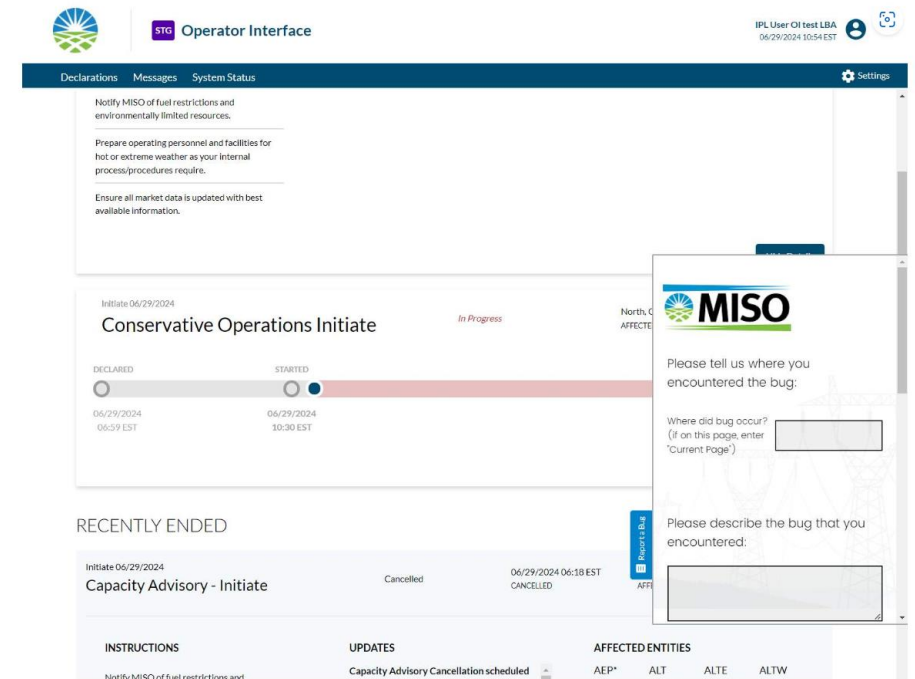 STG Operator Interface
IPL User OI test LBA
06/29/2024 10:54 EST
Declarations Messages System Status Settings
Notify MISO of fuel restrictions and
environmentally limited resources.
Prepare operating personnel and facilities for
hot or extreme weather as your internal
process/procedures require.
Ensure all market data is updated with best
available information.
Initiate 06/29/2024
Conservative Operations Initiate
In Progress
North,
DECLARED
STARTED
06/29/2024
06:59 EST
06/29/2024
10:30 EST
MISO
Please tell us where you
encountered the bug:
Where did bug occur?
(if on this page, enter
"Current Page")
Please describe the bug that you
encountered:
Report a Bug
RECENTLY ENDED
Initiate 06/29/2024
Capacity Advisory - Initiate
Cancelled
06/29/2024 06:18 EST
CANCELLED
INSTRUCTIONS
UPDATES
AFFECTED ENTITIES
Notify MISO of fuel restrictions and
Capacity Advisory Cancellation scheduled
AEP* ALT ALTE ALTW